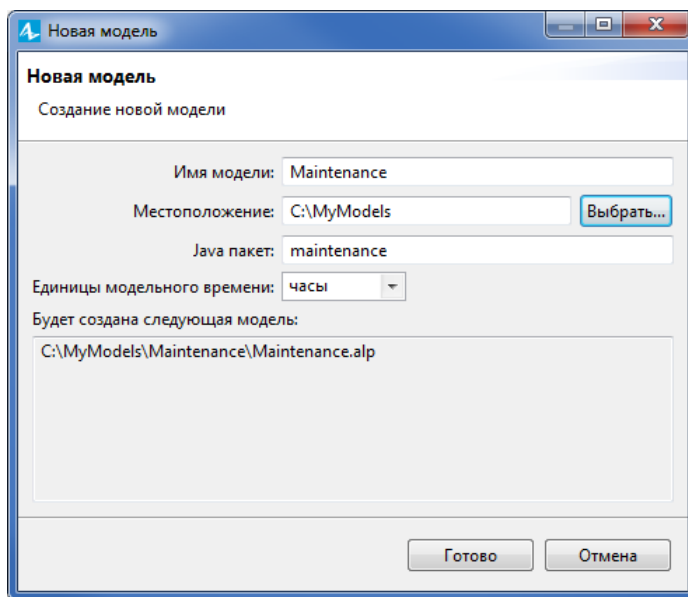 Новая модель
Новая модель
Создание новой модели
Имя модели: Maintenance
Местоположение: C:\MyModels Выбрать...
Java пакет: maintenance
Единицы модельного времени: часы
Будет создана следующая модель:
C:\MyModels\Maintenance\Maintenance.alp
Готово Отмена